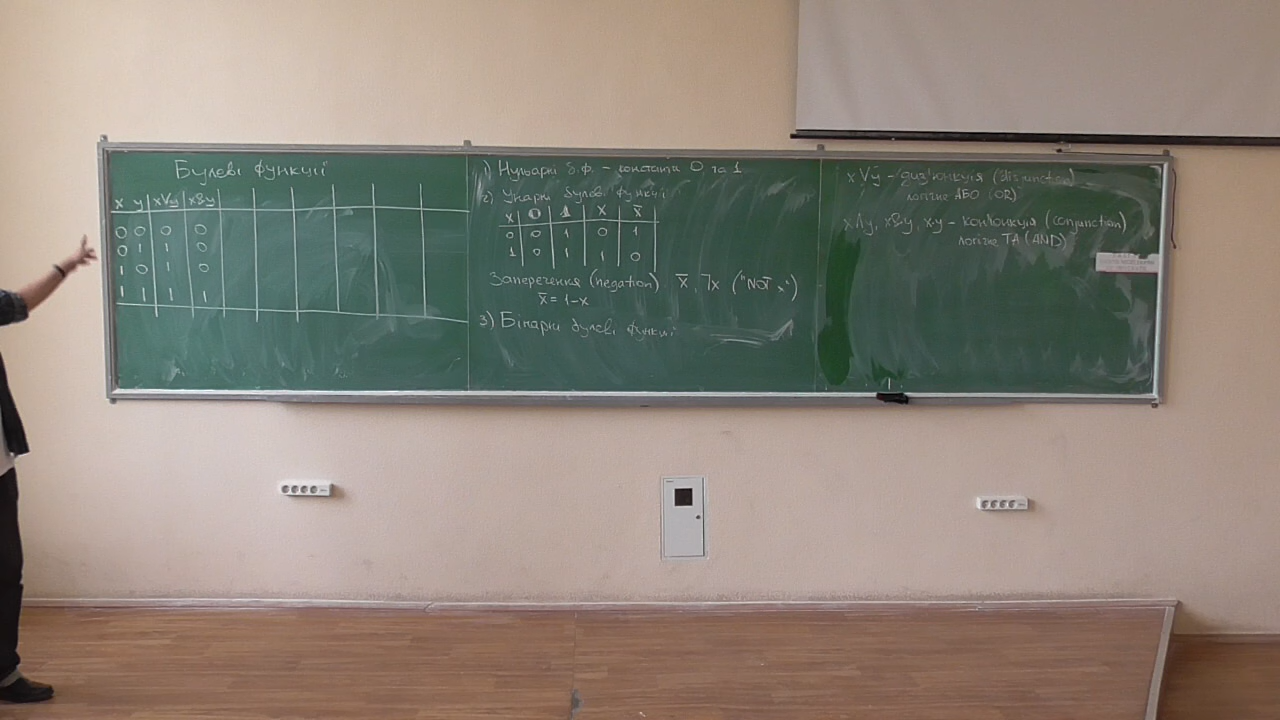 Булеві функції
x y x∨y x&y
0 0 0 0
0 1 1 0
1 0 1 0
1 1 1 1
1) Нульарні б.ф. – константи 0 та 1
2) Унарні булеві функції
x 0 1 x x̄
0 0 1 0 1
1 0 1 1 0
Заперечення (negation) x̄, ⌉x ("NOT x")
x̄ = 1-x
3) Бінарні булеві функції
x∨y – диз'юнкція (disjunction)
логічне АБО (OR)
x∧y, x&y, x·y – кон'юнкція (conjunction)
логічне ТА (AND)